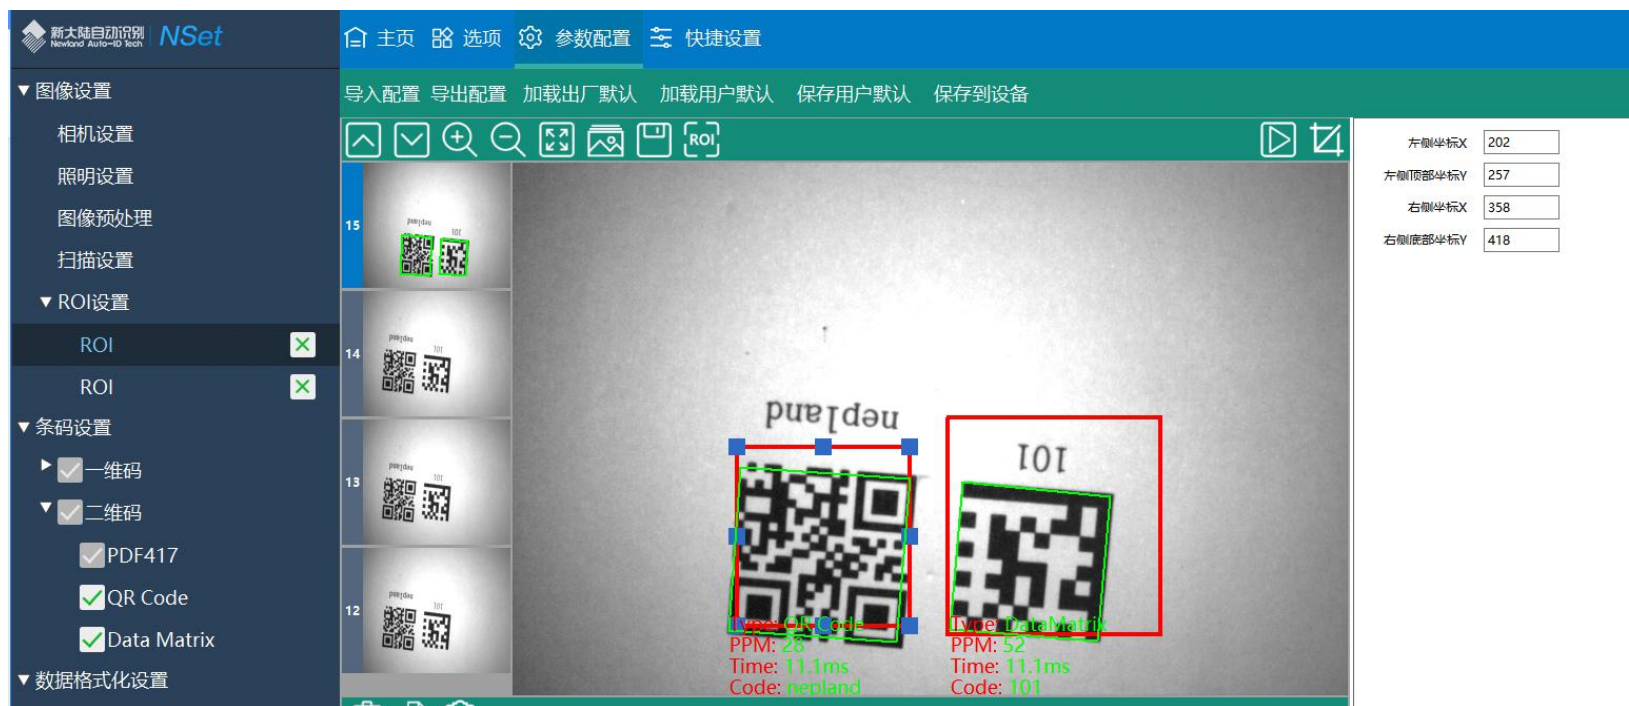 新大陆自动识别
Newland Auto-ID Tech
NSet
主页 选项 参数配置 快捷设置
导入配置 导出配置 加载出厂默认 加载用户默认 保存用户默认 保存到设备
图像设置
相机设置
照明设置
图像预处理
扫描设置
ROI设置
ROI
ROI
条码设置
一维码
二维码
PDF417
QR Code
Data Matrix
数据格式化设置
ROI
15
nepland
101
14
nepland
101
13
nepland
101
12
nepland
101
nepland
101
Type: QR Code
PPM: 28
Time: 11.1ms
Code: nepland
Type: DataMatrix
PPM: 52
Time: 11.1ms
Code: 101
左侧坐标X 202
左侧顶部坐标Y 257
右侧坐标X 358
右侧底部坐标Y 418